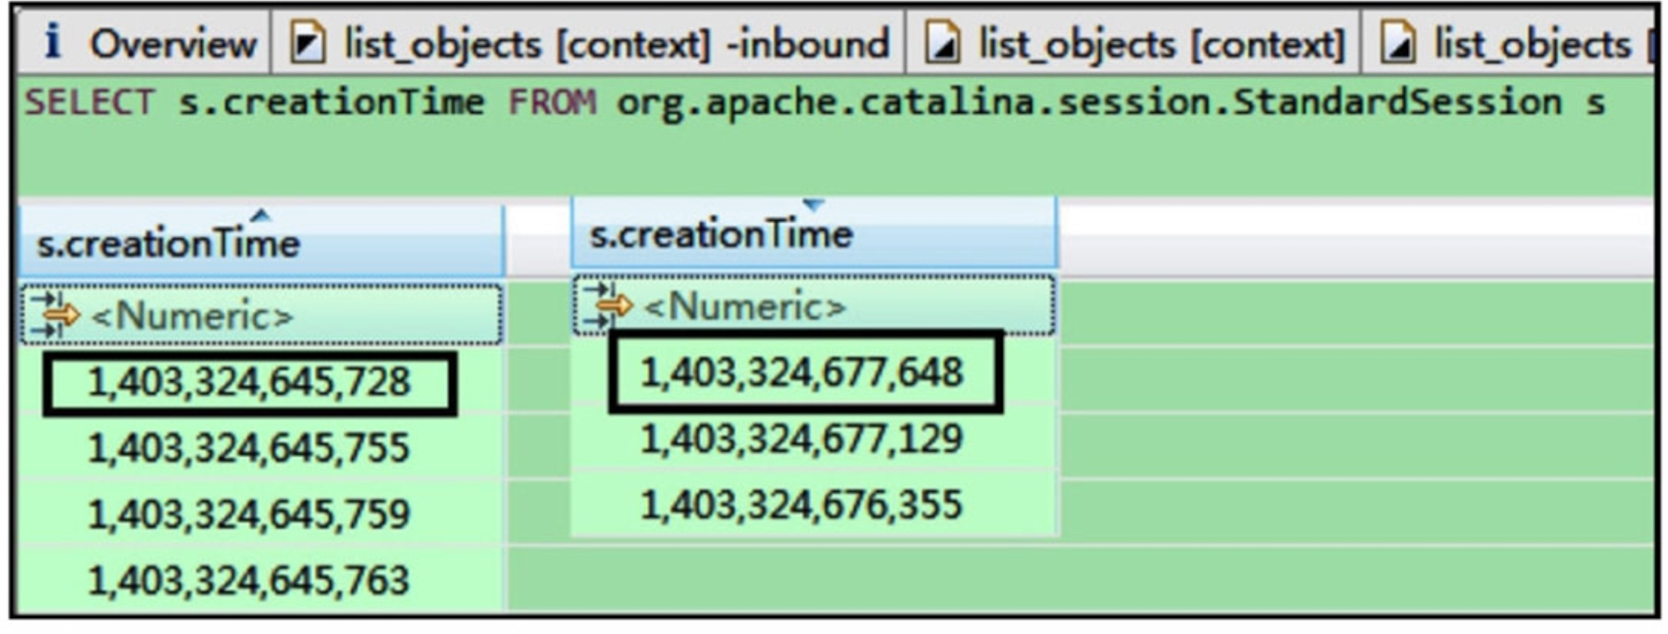 i Overview list_objects [context] -inbound list_objects [context] list_objects [
SELECT s.creationTime FROM org.apache.catalina.session.StandardSession s
s.creationTime
<Numeric>
1,403,324,645,728
1,403,324,645,755
1,403,324,645,759
1,403,324,645,763
s.creationTime
<Numeric>
1,403,324,677,648
1,403,324,677,129
1,403,324,676,355